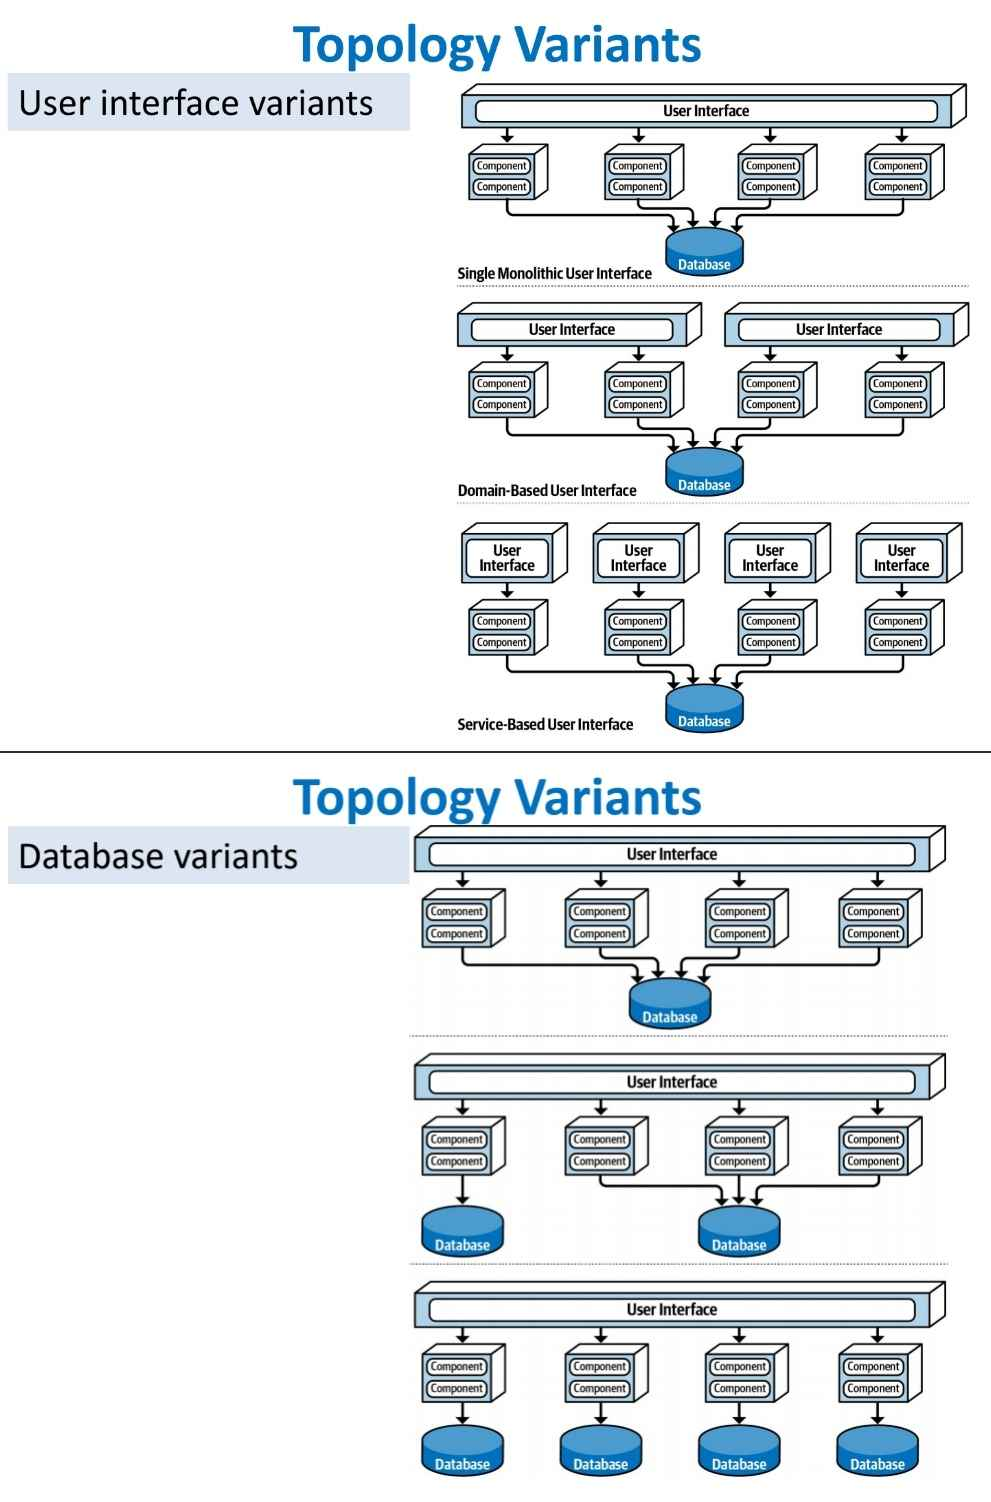 Topology Variants
User interface variants
User Interface
Component Component Component Component
Component Component Component Component
Database
Single Monolithic User Interface
User Interface User Interface
Component Component Component Component
Component Component Component Component
Database
Domain-Based User Interface
User User User User
Interface Interface Interface Interface
Component Component Component Component
Component Component Component Component
Database
Service-Based User Interface
Topology Variants
Database variants
User Interface
Component Component Component Component
Component Component Component Component
Database
User Interface
Component Component Component Component
Component Component Component Component
Database Database
User Interface
Component Component Component Component
Component Component Component Component
Database Database Database Database